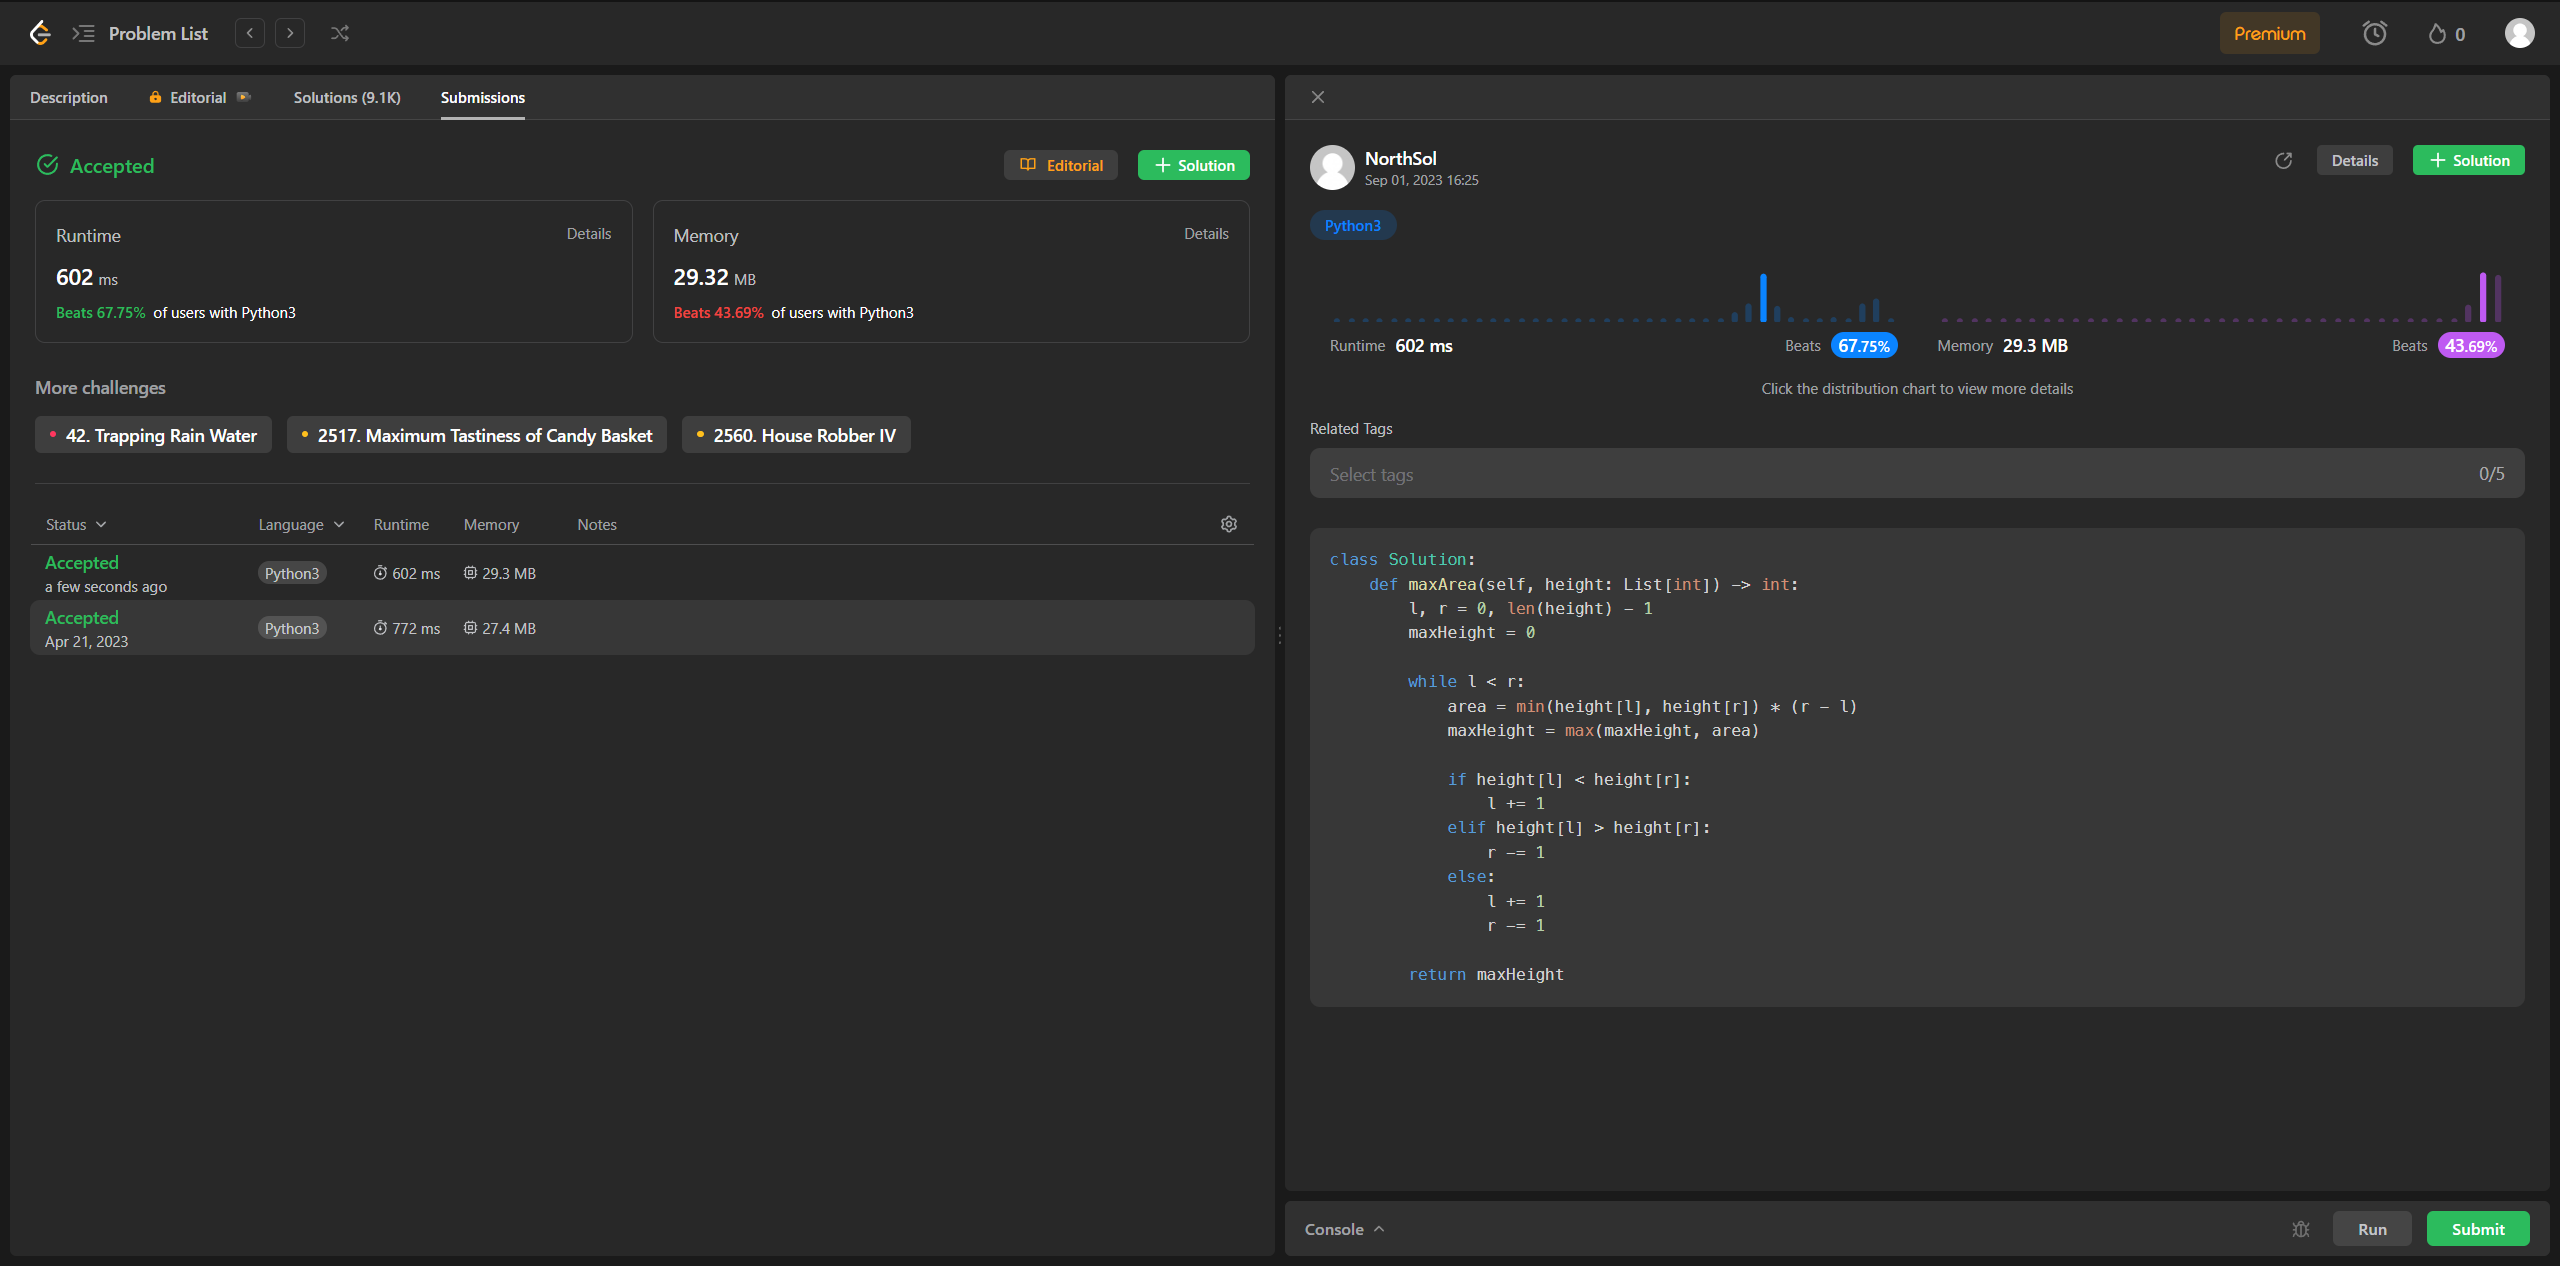 Problem List
Premium
0
Description
Editorial
Solutions (9.1K)
Submissions
Accepted
Editorial
Solution
Runtime
Details
602 ms
Beats 67.75% of users with Python3
Memory
Details
29.32 MB
Beats 43.69% of users with Python3
More challenges
42. Trapping Rain Water
2517. Maximum Tastiness of Candy Basket
2560. House Robber IV
Status Language Runtime Memory Notes
Accepted
a few seconds ago
Python3
602 ms
29.3 MB
Accepted
Apr 21, 2023
Python3
772 ms
27.4 MB
NorthSol
Sep 01, 2023 16:25
Details
Solution
Python3
Runtime 602 ms
Beats 67.75%
Memory 29.3 MB
Beats 43.69%
Click the distribution chart to view more details
Related Tags
Select tags
0/5
class Solution:
    def maxArea(self, height: List[int]) -> int:
        l, r = 0, len(height) - 1
        maxHeight = 0
        while l < r:
            area = min(height[l], height[r]) * (r - l)
            maxHeight = max(maxHeight, area)
            if height[l] < height[r]:
                l += 1
            elif height[l] > height[r]:
                r -= 1
            else:
                l += 1
                r -= 1
        return maxHeight
Console
Run
Submit